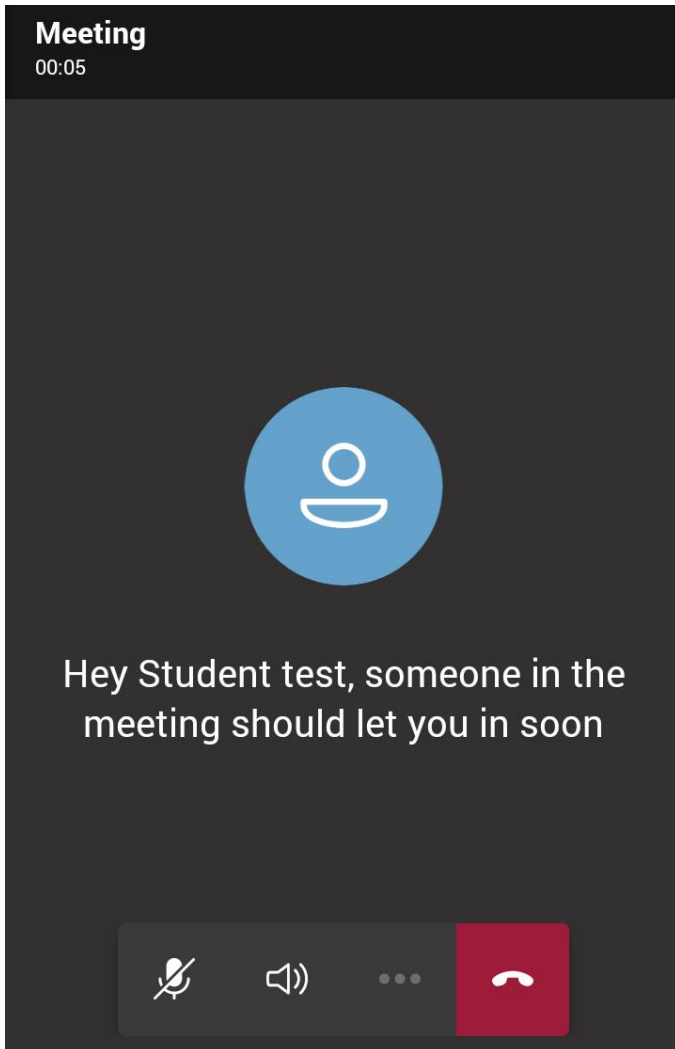 Meeting
00:05
Hey Student test, someone in the
meeting should let you in soon